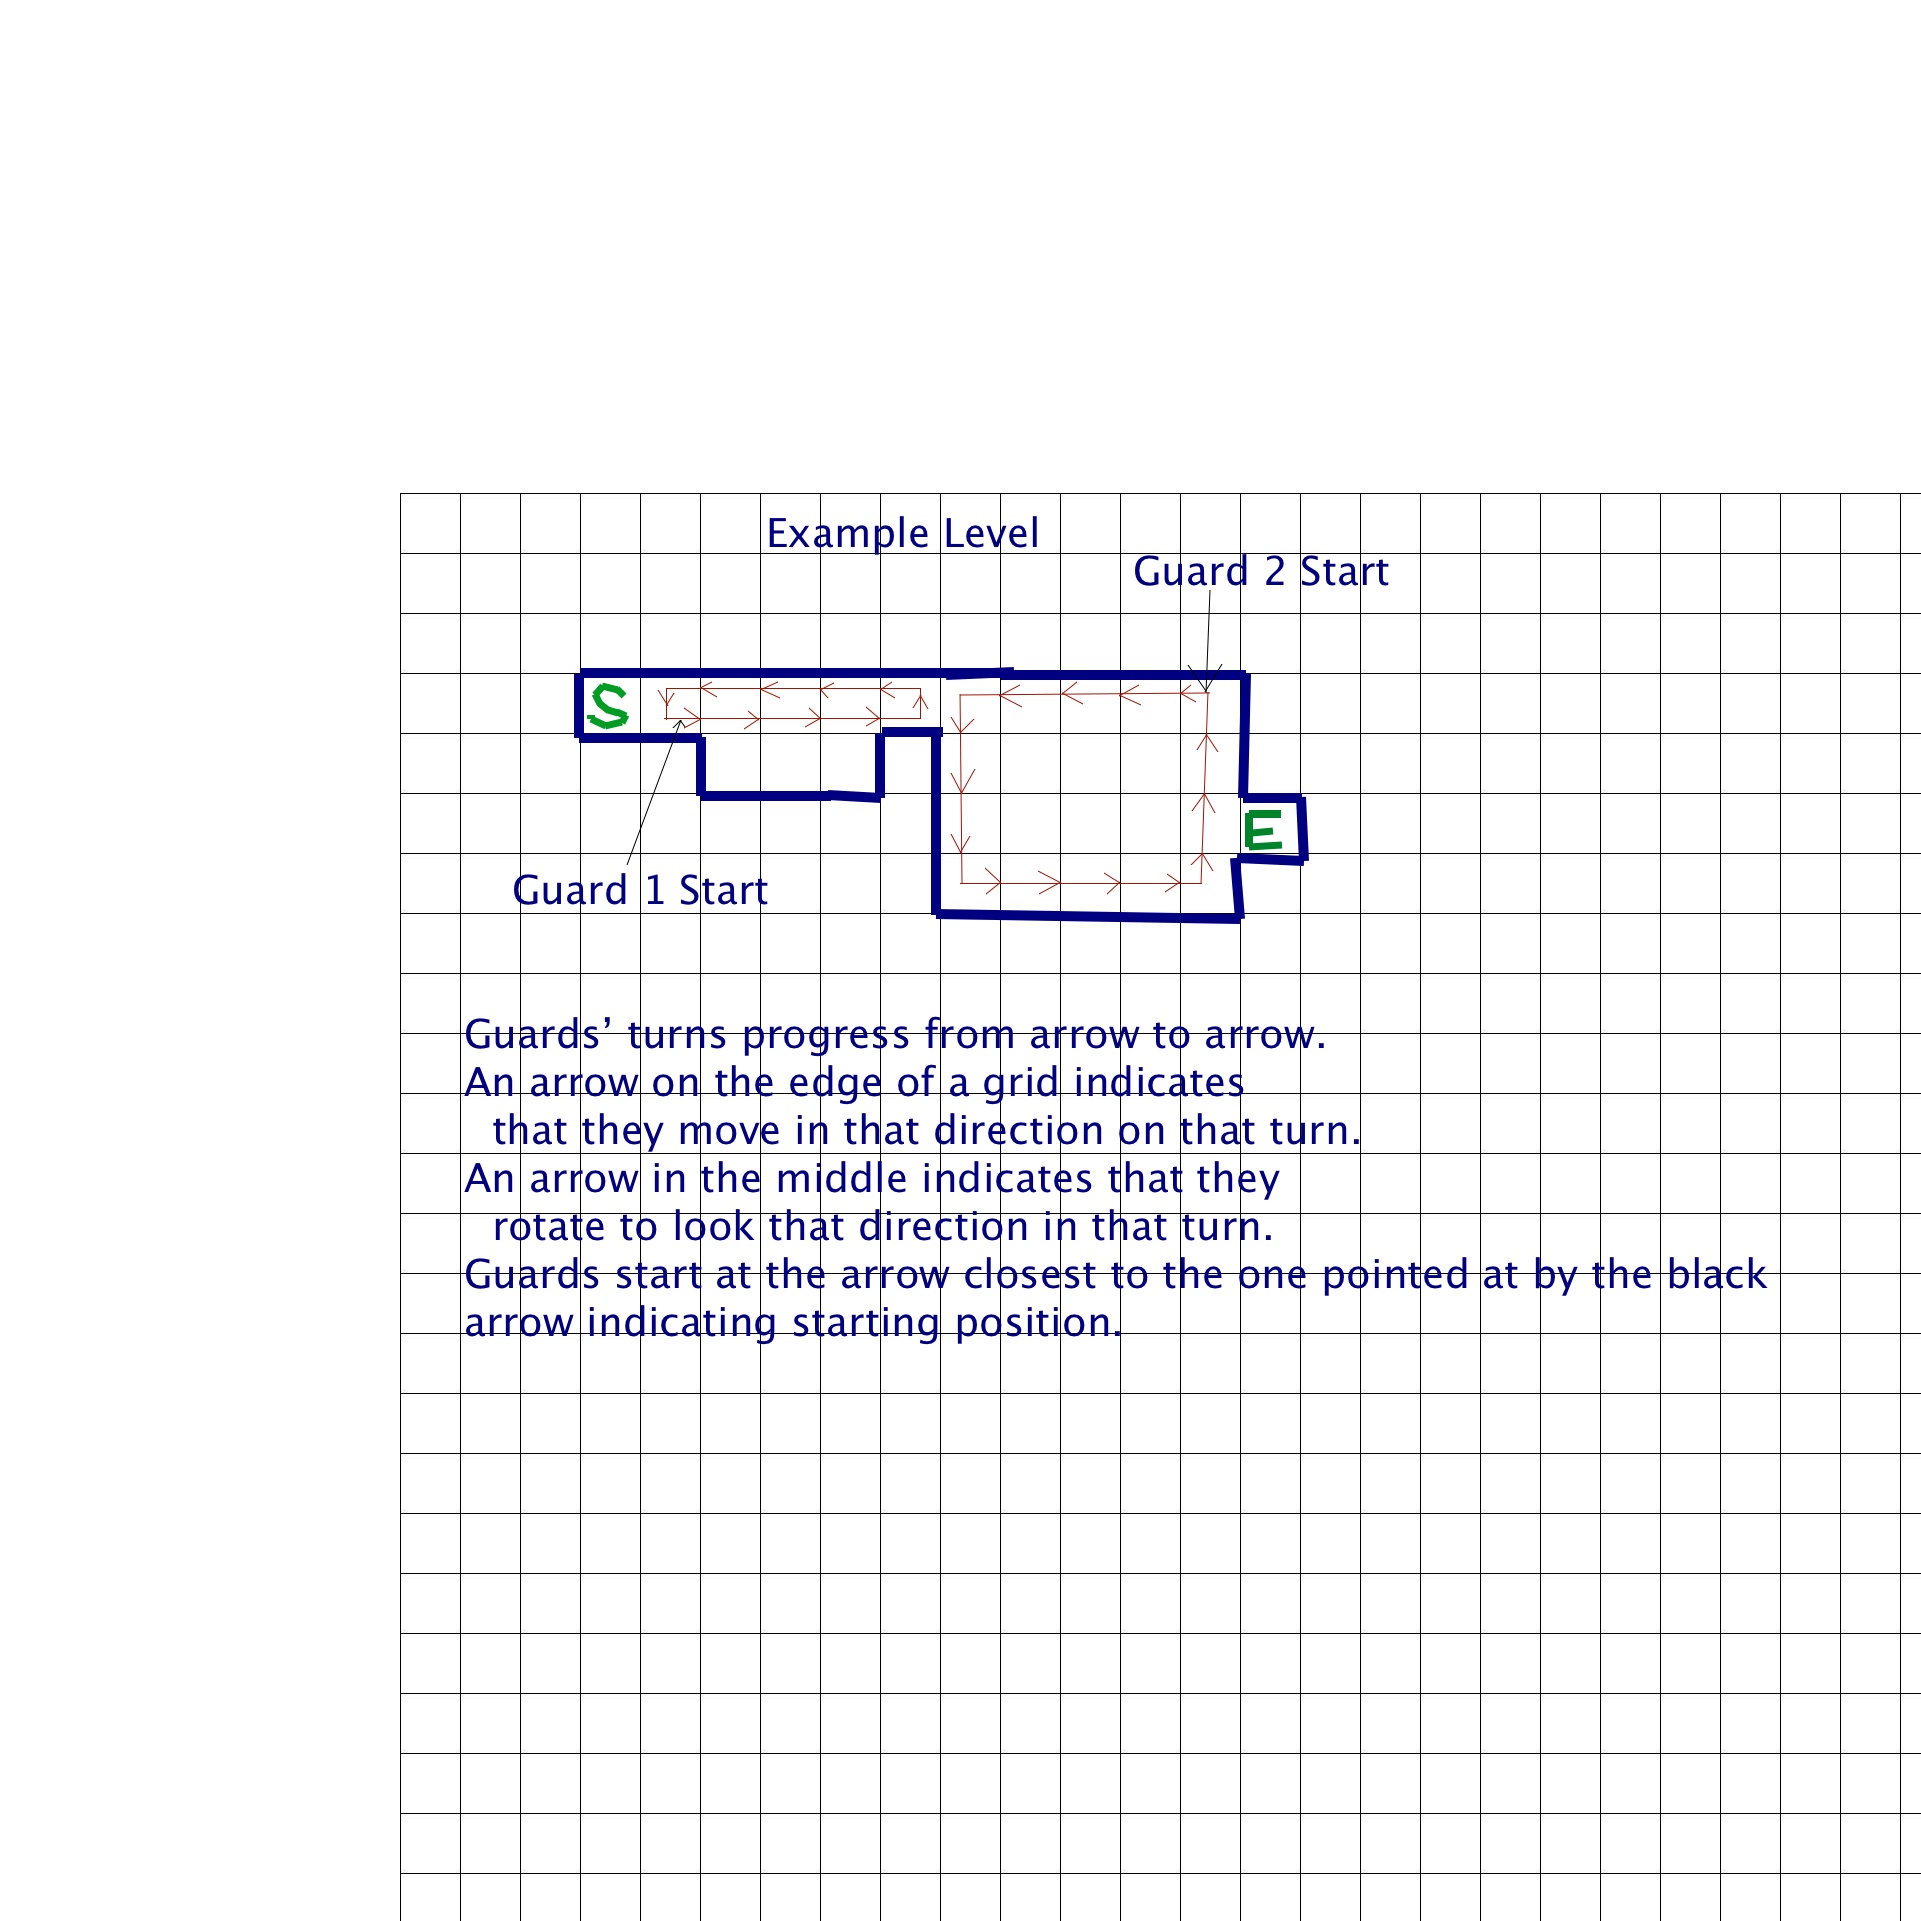 Example Level
Guard 2 Start
S
E
Guard 1 Start
Guards’ turns progress from arrow to arrow.
An arrow on the edge of a grid indicates
that they move in that direction on that turn.
An arrow in the middle indicates that they
rotate to look that direction in that turn.
Guards start at the arrow closest to the one pointed at by the black
arrow indicating starting position.